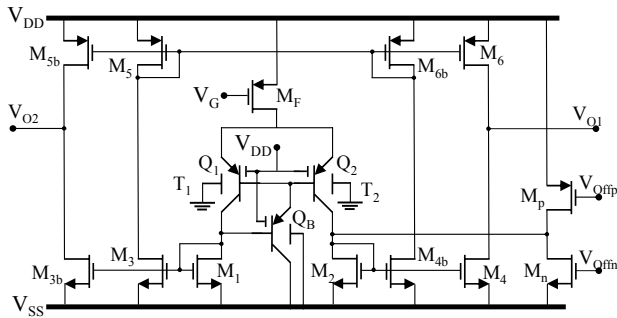 V_DD
M_5b M_5 M_6b M_6
V_G M_F
V_O2 V_O1
V_DD
Q_1 Q_2
T_1 T_2
Q_B
M_p V_Offp
M_3b M_3 M_1 M_2 M_4b M_4 M_n V_Offn
V_SS